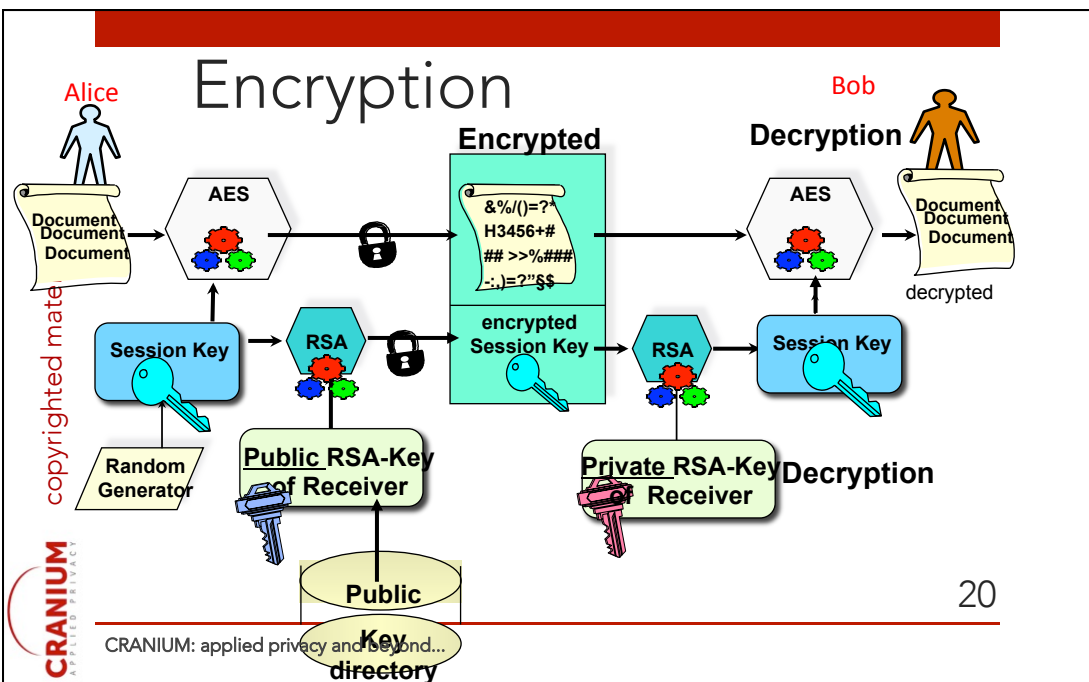 Encryption
Alice
Bob
Encrypted
Decryption
AES
AES
Document
Document
Document
&%/()=?*
H3456+#
## >>%###
-:,)=?”§$
Document
Document
Document
decrypted
Session Key
RSA
encrypted
Session Key
RSA
Session Key
Random
Generator
Public RSA-Key
of Receiver
Private RSA-Key
of Receiver
Decryption
Public
Key
directory
copyrighted mate
CRANIUM
APPLIED PRIVACY
CRANIUM: applied privacy and beyond...
20